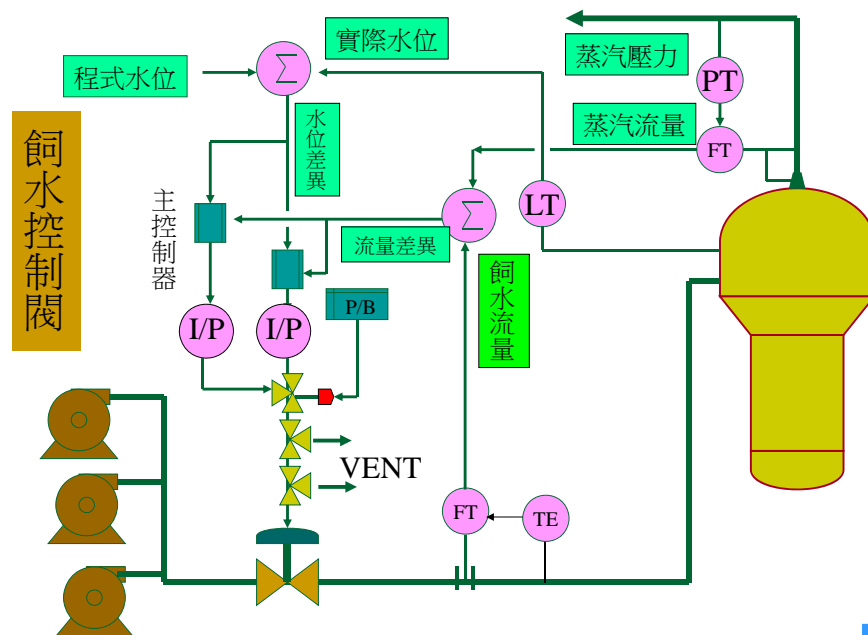 實際水位
程式水位
Σ
蒸汽壓力
PT
蒸汽流量
FT
水位差異
飼水控制閥
主控制器
LT
Σ
流量差異
飼水流量
P/B
I/P
I/P
VENT
FT
TE